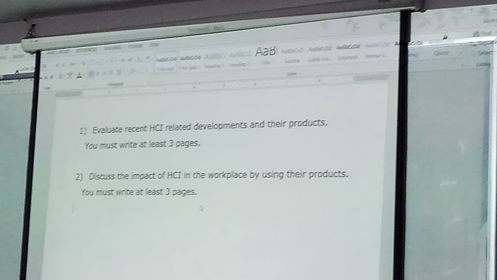 AaB
1) Evaluate recent HCI related developments and their products.
You must write at least 3 pages.
2) Discuss the impact of HCI in the workplace by using their products.
You must write at least 3 pages.